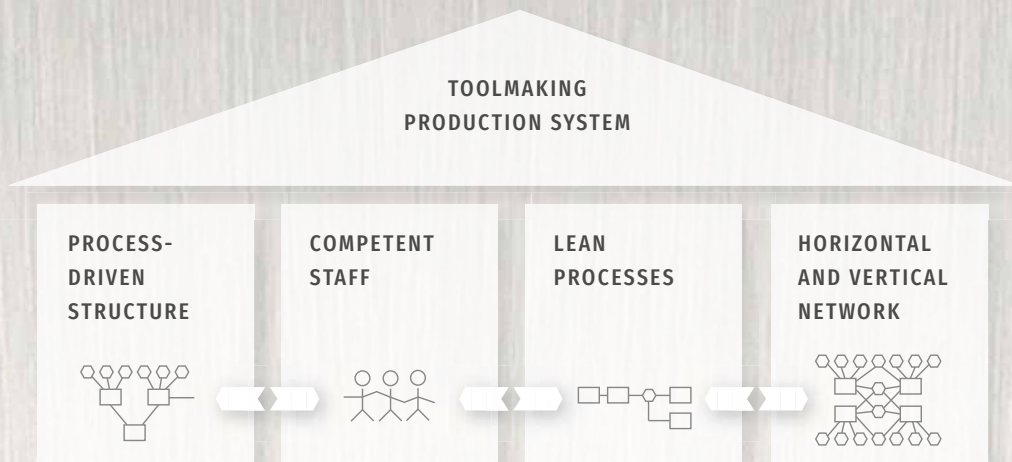 TOOLMAKING
PRODUCTION SYSTEM
PROCESS-
DRIVEN
STRUCTURE
COMPETENT
STAFF
LEAN
PROCESSES
HORIZONTAL
AND VERTICAL
NETWORK